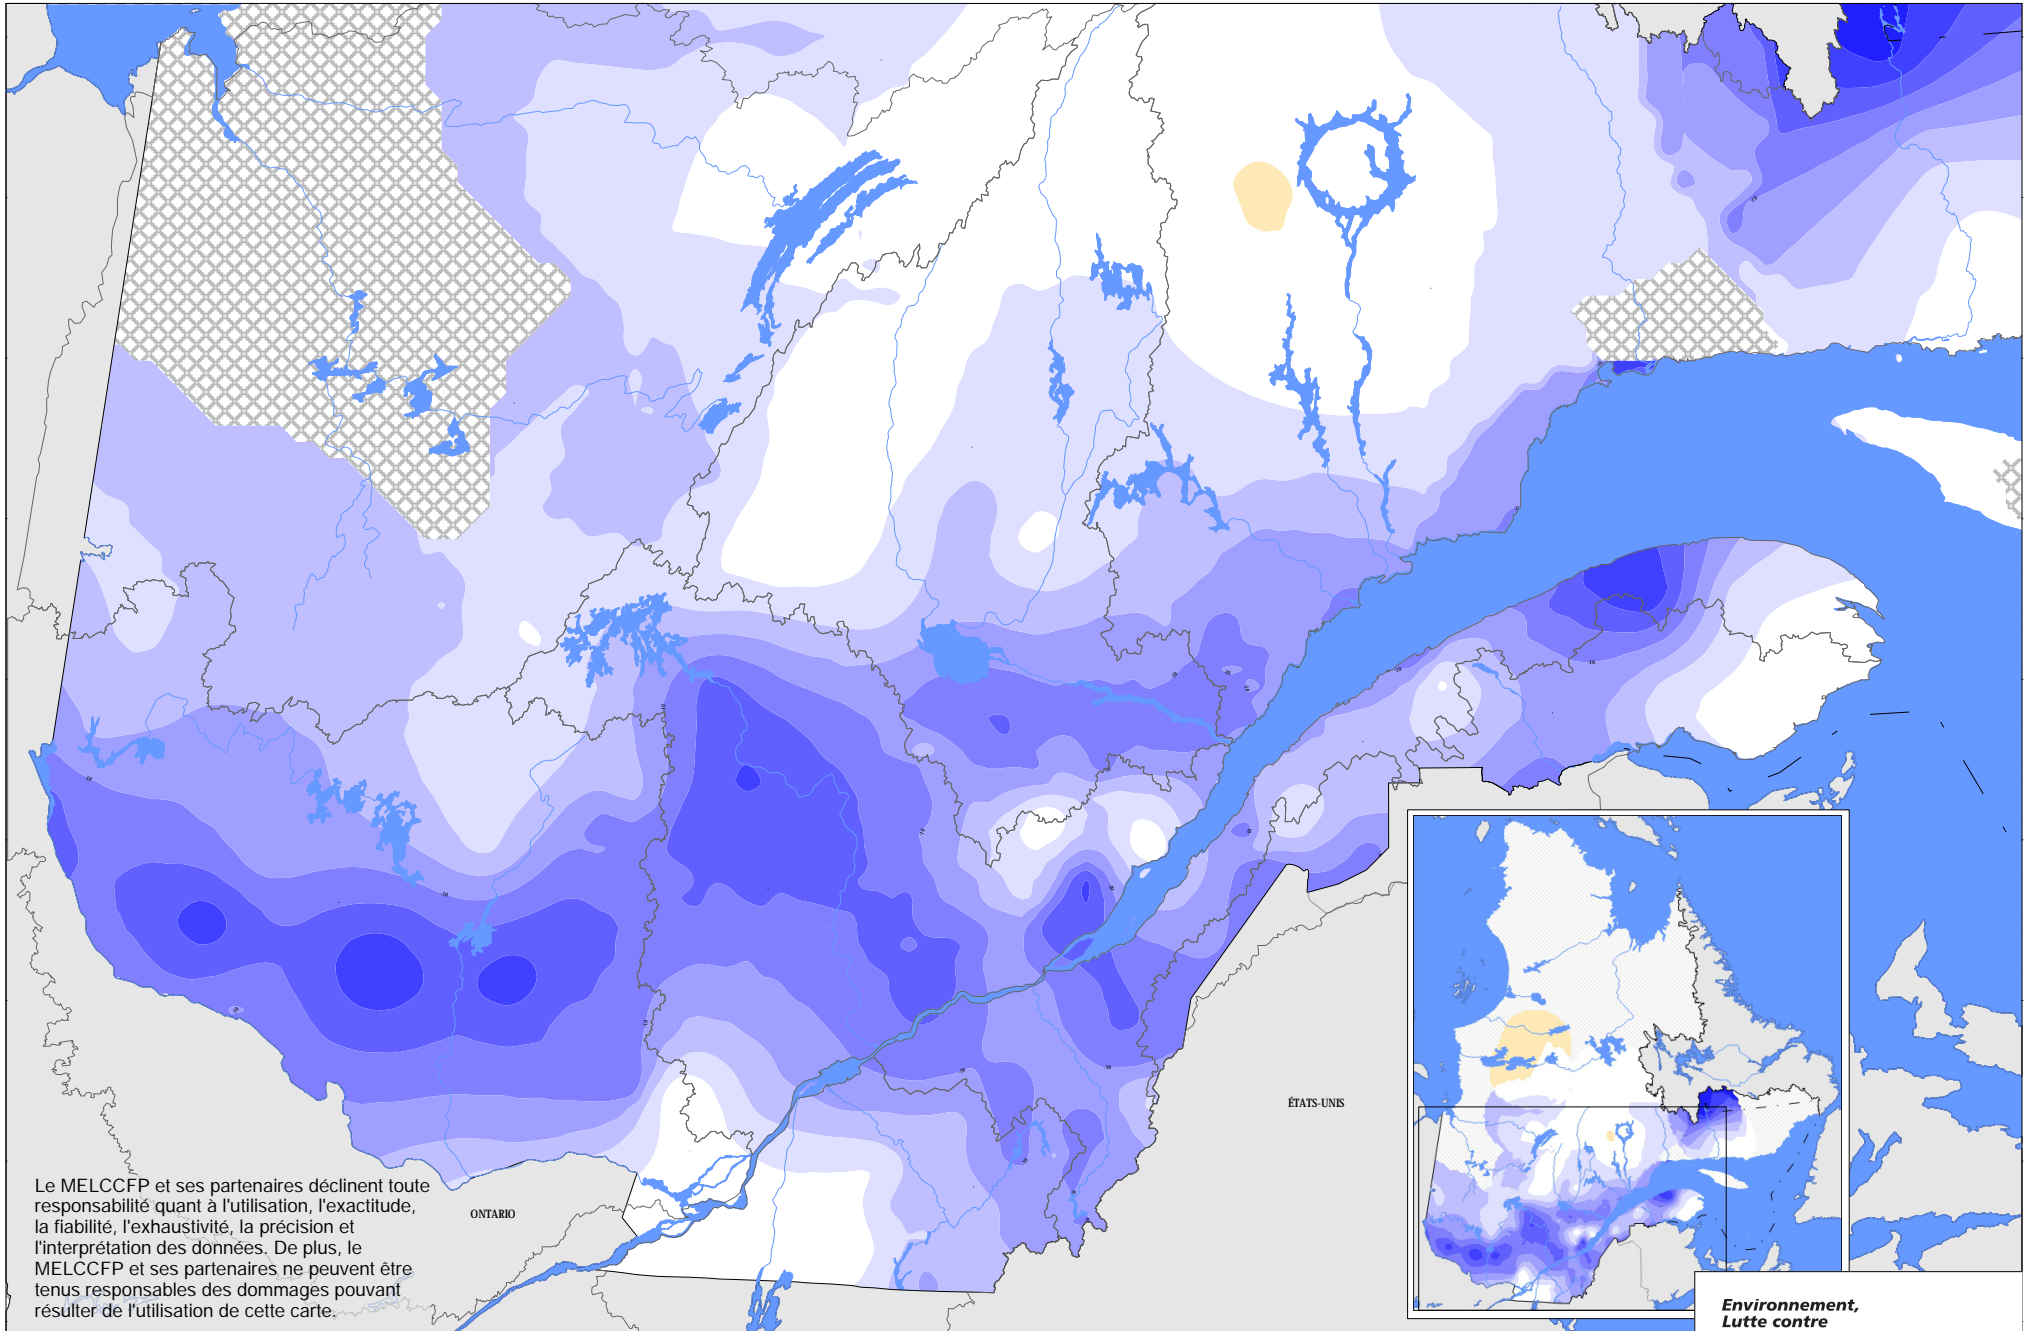 ÉTATS-UNIS
Le MELCCFP et ses partenaires déclinent toute
responsabilité quant à l'utilisation, l'exactitude,
la fiabilité, l'exhaustivité, la précision et
l'interprétation des données. De plus, le
MELCCFP et ses partenaires ne peuvent être
tenus responsables des dommages pouvant
résulter de l'utilisation de cette carte.
ONTARIO
Environnement,
Lutte contre